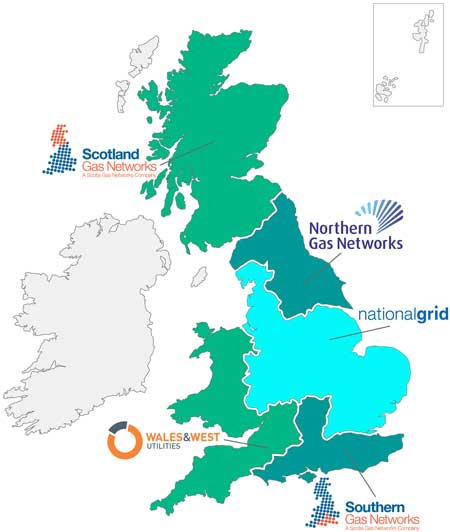 Scotland
Gas Networks
A Scotia Gas Networks Company
Northern
Gas Networks
nationalgrid
WALES&WEST
UTILITIES
Southern
Gas Networks
A Scotia Gas Networks Company